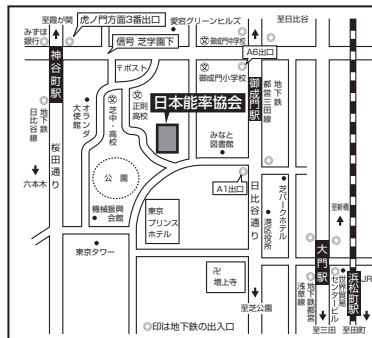 至霞が関
虎ノ門方面3番出口
愛宕グリーンヒルズ
至日比谷
みずほ
銀行
信号 芝学園下
御成門中学校
A6出口
〒ポスト
御成門小学校
神谷町駅
地下鉄
日比谷線
オランダ
大使館
芝中・高校
正則
高校
日本能率協会
御成門駅
地下鉄
都営三田線
みなと
図書館
桜田通り
六本木
公園
A1出口
日比谷通り
芝パークホテル
港区役所
至新橋
機械振興
会館
東京
プリンス
ホテル
東京タワー
大門駅
浜松町駅
JR
卍
増上寺
世界貿易
センタービル
地下鉄都営
浅草線
至芝公園
至三田
至田町
◎印は地下鉄の出入口